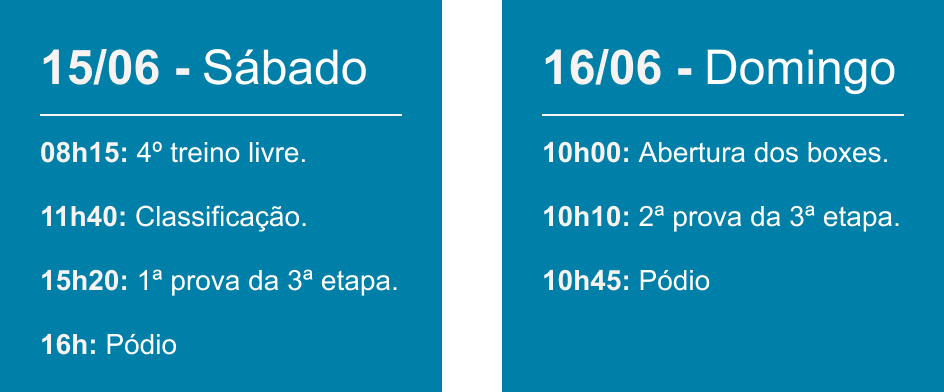 15/06 - Sábado
08h15: 4º treino livre.
11h40: Classificação.
15h20: 1ª prova da 3ª etapa.
16h: Pódio
16/06 - Domingo
10h00: Abertura dos boxes.
10h10: 2ª prova da 3ª etapa.
10h45: Pódio